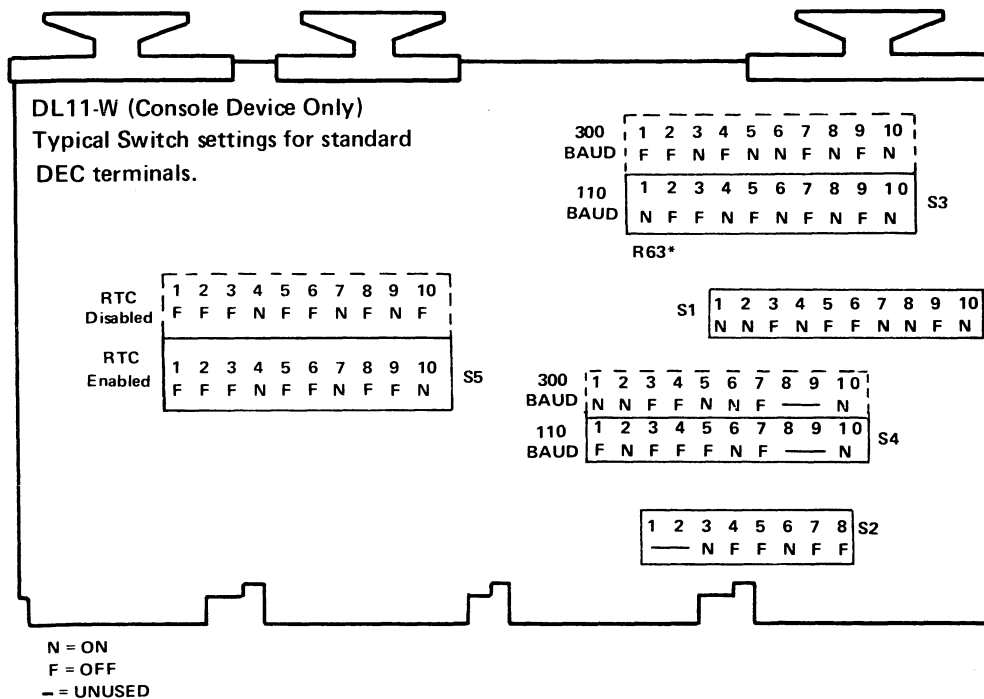 DL11-W (Console Device Only)
Typical Switch settings for standard
DEC terminals.
300
BAUD
1 2 3 4 5 6 7 8 9 10
F F N F N N F N F N
110
BAUD
1 2 3 4 5 6 7 8 9 10
N F F N F N F N F N
S3
R63*
RTC
Disabled
1 2 3 4 5 6 7 8 9 10
F F F N F F N F N F
RTC
Enabled
1 2 3 4 5 6 7 8 9 10
F F F N F F N F F N
S5
S1
1 2 3 4 5 6 7 8 9 10
N N F N F F N N F N
300
BAUD
1 2 3 4 5 6 7 8 9 10
N N F F N N F — N
110
BAUD
1 2 3 4 5 6 7 8 9 10
F N F F F N F — N
S4
1 2 3 4 5 6 7 8
— N F F N F F
S2
N = ON
F = OFF
– = UNUSED